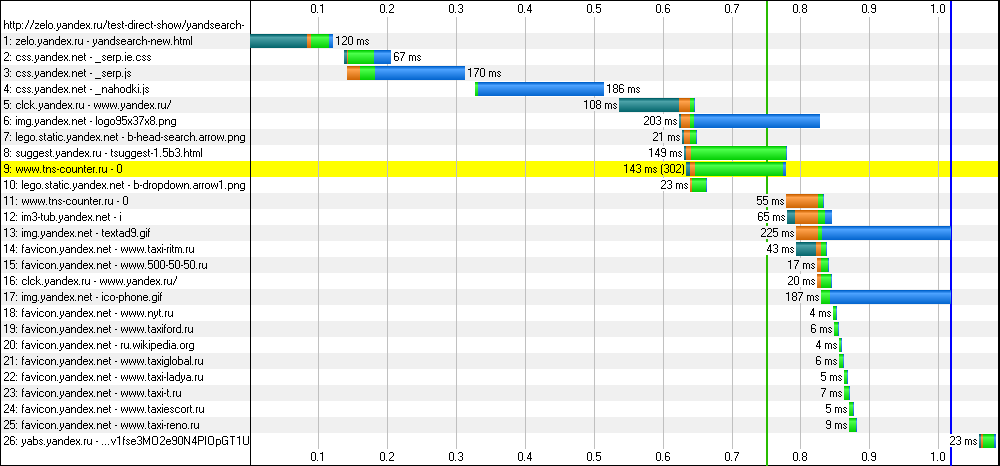 0.1 0.2 0.3 0.4 0.5 0.6 0.7 0.8 0.9 1.0
http://zelo.yandex.ru/test-direct-show/yandsearch-
1: zelo.yandex.ru - yandsearch-new.html 120 ms
2: css.yandex.net - _serp.ie.css 67 ms
3: css.yandex.net - _serp.js 170 ms
4: css.yandex.net - _nahodki.js 186 ms
5: clck.yandex.ru - www.yandex.ru/ 108 ms
6: img.yandex.net - logo95x37x8.png 203 ms
7: lego.static.yandex.net - b-head-search.arrow.png 21 ms
8: suggest.yandex.ru - tsuggest-1.5b3.html 149 ms
9: www.tns-counter.ru - 0 143 ms (302)
10: lego.static.yandex.net - b-dropdown.arrow1.png 23 ms
11: www.tns-counter.ru - 0 55 ms
12: im3-tub.yandex.net - i 65 ms
13: img.yandex.net - textad9.gif 225 ms
14: favicon.yandex.net - www.taxi-ritm.ru 43 ms
15: favicon.yandex.net - www.500-50-50.ru 17 ms
16: clck.yandex.ru - www.yandex.ru/ 20 ms
17: img.yandex.net - ico-phone.gif 187 ms
18: favicon.yandex.net - www.nyt.ru 4 ms
19: favicon.yandex.net - www.taxiford.ru 6 ms
20: favicon.yandex.net - ru.wikipedia.org 4 ms
21: favicon.yandex.net - www.taxiglobal.ru 6 ms
22: favicon.yandex.net - www.taxi-ladya.ru 5 ms
23: favicon.yandex.net - www.taxi-t.ru 7 ms
24: favicon.yandex.net - www.taxiescort.ru 5 ms
25: favicon.yandex.net - www.taxi-reno.ru 9 ms
26: yabs.yandex.ru - ...v1fse3MO2e90N4PIOpGT1U 23 ms
0.1 0.2 0.3 0.4 0.5 0.6 0.7 0.8 0.9 1.0